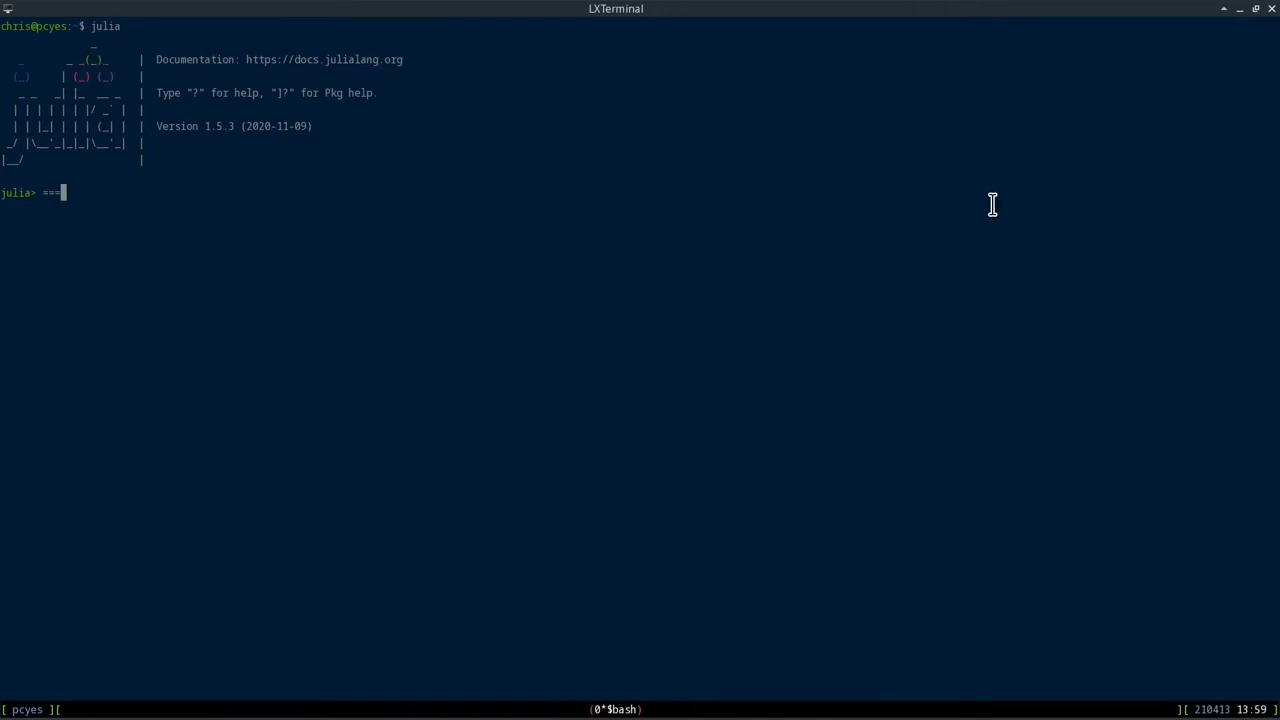 LXTerminal
chris@pcyes:~$ julia
               _
   _       _ _(_)_     |  Documentation: https://docs.julialang.org
  (_)     | (_) (_)    |
   _ _   _| |_  __ _   |  Type "?" for help, "]?" for Pkg help.
  | | | | | | |/ _` |  |
  | | |_| | | | (_| |  |  Version 1.5.3 (2020-11-09)
 _/ |\__'_|_|_|\__'_|  |
|__/                   |
julia> ===
[ pcyes ][ (0*$bash) ][ 210413 13:59 ]